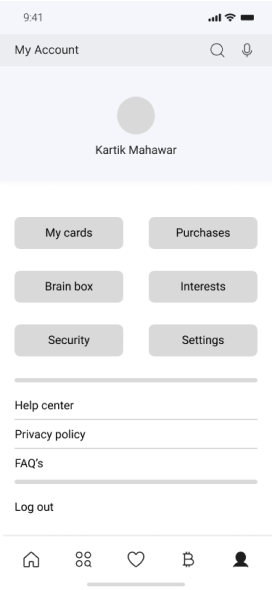 9:41
My Account
Kartik Mahawar
My cards
Purchases
Brain box
Interests
Security
Settings
Help center
Privacy policy
FAQ's
Log out